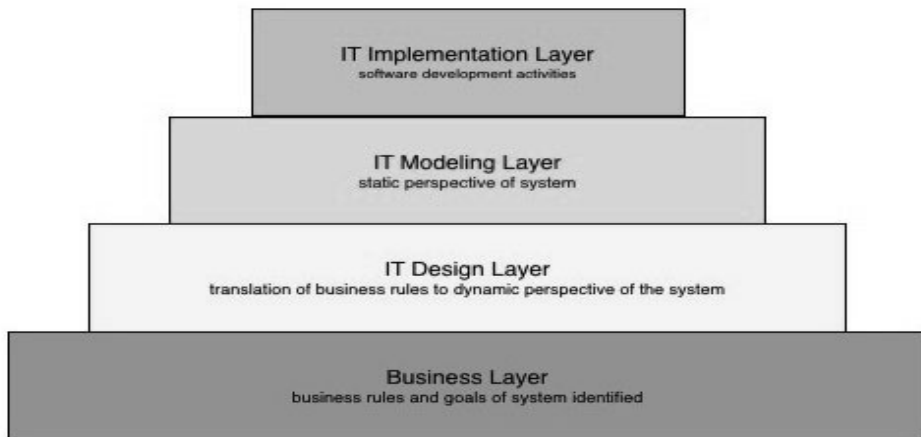 IT Implementation Layer
software development activities
IT Modeling Layer
static perspective of system
IT Design Layer
translation of business rules to dynamic perspective of the system
Business Layer
business rules and goals of system identified